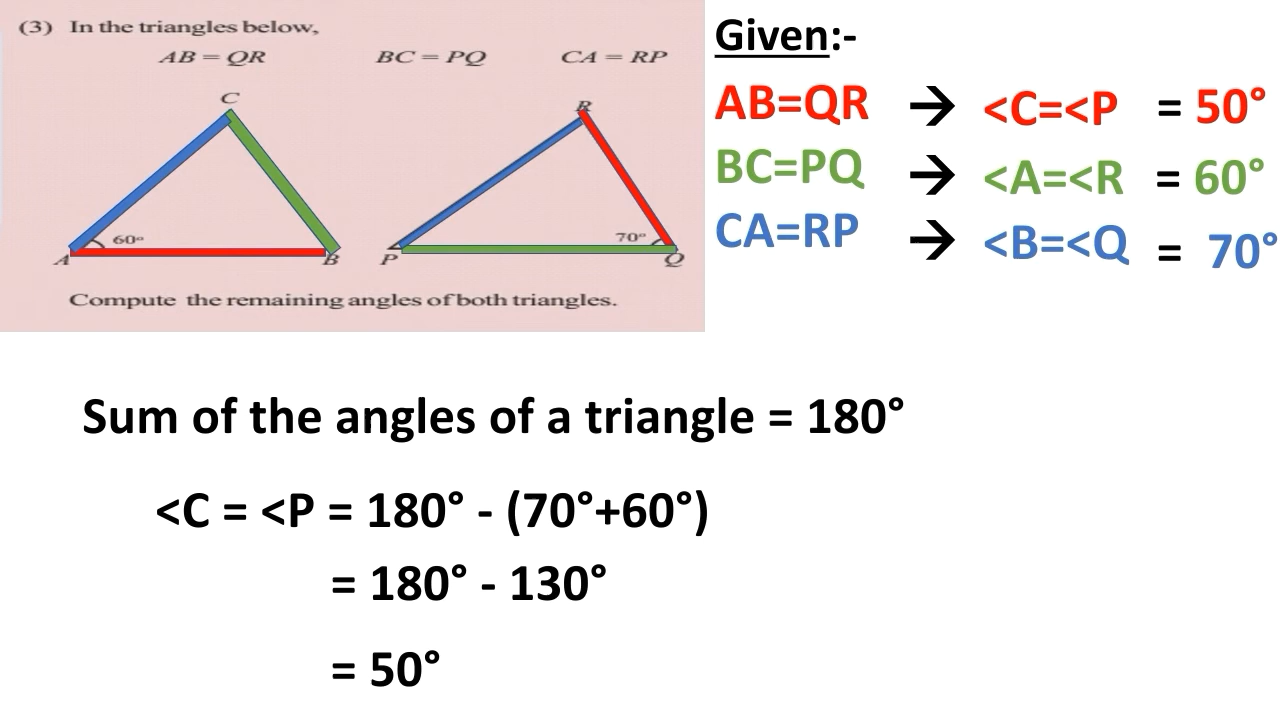 (3) In the triangles below,
AB = QR BC = PQ CA = RP
C
R
60°
70°
A
B
P
Q
Compute the remaining angles of both triangles.
Given:-
AB=QR → <C=<P = 50°
BC=PQ → <A=<R = 60°
CA=RP → <B=<Q = 70°
Sum of the angles of a triangle = 180°
<C = <P = 180° - (70°+60°)
= 180° - 130°
= 50°